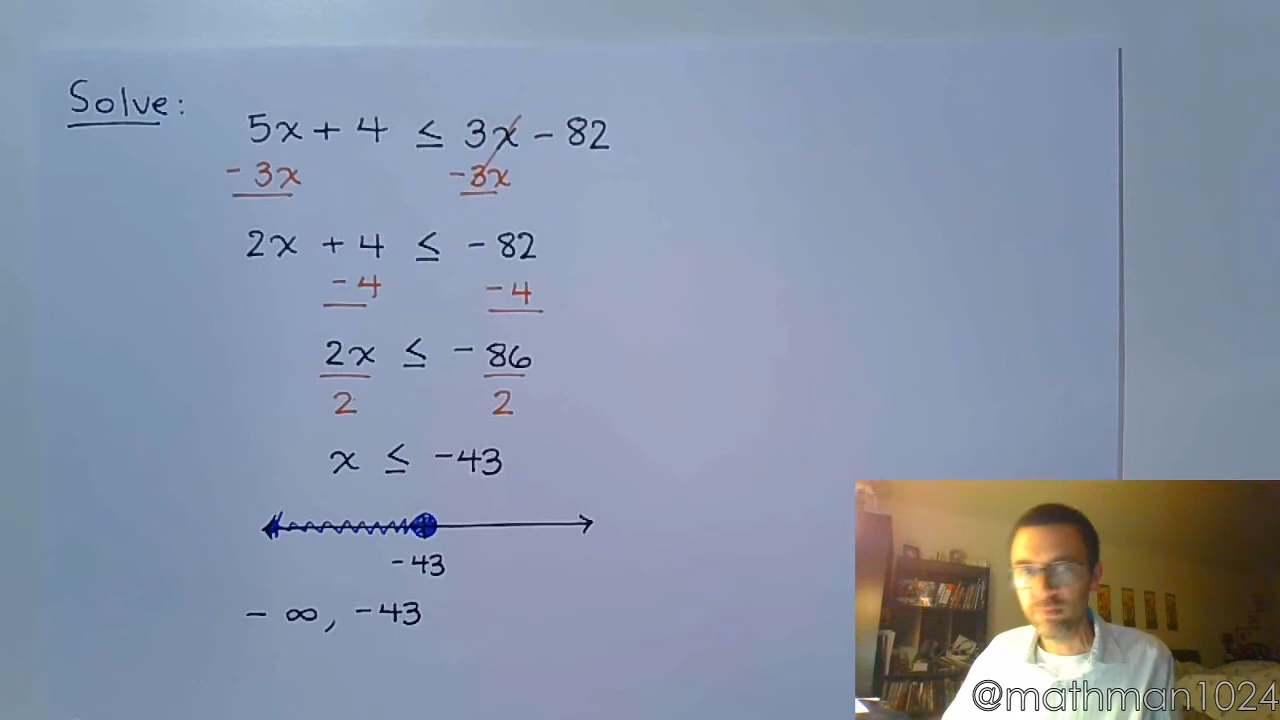 Solve:
5x + 4 ≤ 3x - 82
- 3x -3x
2x + 4 ≤ - 82
- 4 - 4
2x ≤ - 86
2 2
x ≤ -43
- 43
- ∞, -43
@mathman1024